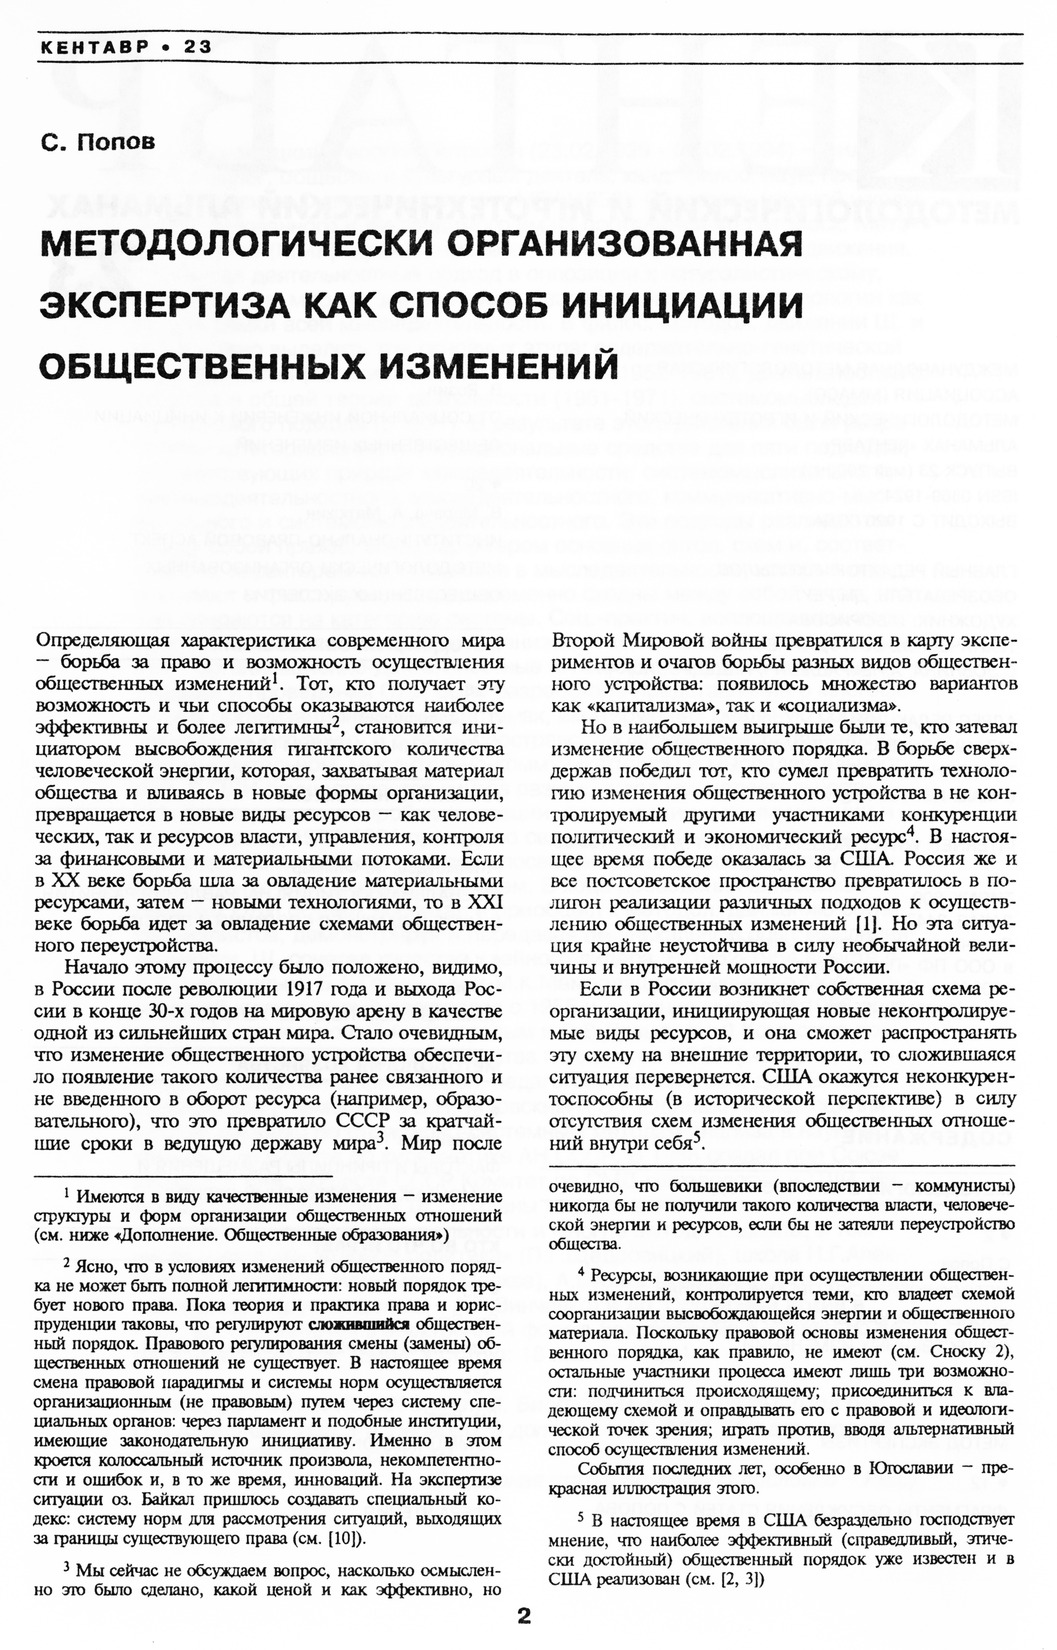 КЕНТАВР • 23
С. Попов
МЕТОДОЛОГИЧЕСКИ ОРГАНИЗОВАННАЯ
ЭКСПЕРТИЗА КАК СПОСОБ ИНИЦИАЦИИ
ОБЩЕСТВЕННЫХ ИЗМЕНЕНИЙ
Определяющая характеристика современного мира
— борьба за право и возможность осуществления
общественных изменений¹. Тот, кто получает эту
возможность и чьи способы оказываются наиболее
эффективны и более легитимны², становится ини-
циатором высвобождения гигантского количества
человеческой энергии, которая, захватывая материал
общества и вливаясь в новые формы организации,
превращается в новые виды ресурсов — как челове-
ческих, так и ресурсов власти, управления, контроля
за финансовыми и материальными потоками. Если
в XX веке борьба шла за овладение материальными
ресурсами, затем — новыми технологиями, то в XXI
веке борьба идет за овладение схемами обществен-
ного переустройства.
Начало этому процессу было положено, видимо,
в России после революции 1917 года и выхода Рос-
сии в конце 30-х годов на мировую арену в качестве
одной из сильнейших стран мира. Стало очевидным,
что изменение общественного устройства обеспечи-
ло появление такого количества ранее связанного и
не введенного в оборот ресурса (например, образо-
вательного), что это превратило СССР за кратчай-
шие сроки в ведущую державу мира³. Мир после
¹ Имеются в виду качественные изменения — изменение
структуры и форм организации общественных отношений
(см. ниже «Дополнение. Общественные образования»)
² Ясно, что в условиях изменений общественного поряд-
ка не может быть полной легитимности: новый порядок тре-
бует нового права. Пока теория и практика права и юрис-
пруденции таковы, что регулируют сложившийся обществен-
ный порядок. Правового регулирования смены (замены) об-
щественных отношений не существует. В настоящее время
смена правовой парадигмы и системы норм осуществляется
организационным (не правовым) путем через систему спе-
циальных органов: через парламент и подобные институции,
имеющие законодательную инициативу. Именно в этом
кроется колоссальный источник произвола, некомпетентно-
сти и ошибок и, в то же время, инноваций. На экспертизе
ситуации оз. Байкал пришлось создавать специальный ко-
декс: систему норм для рассмотрения ситуаций, выходящих
за границы существующего права (см. [10]).
³ Мы сейчас не обсуждаем вопрос, насколько осмыслен-
но это было сделано, какой ценой и как эффективно, но
Второй Мировой войны превратился в карту экспе-
риментов и очагов борьбы разных видов обществен-
ного устройства: появилось множество вариантов
как «капитализма», так и «социализма».
Но в наибольшем выигрыше были те, кто затевал
изменение общественного порядка. В борьбе сверх-
держав победил тот, кто сумел превратить техноло-
гию изменения общественного устройства в не кон-
тролируемый другими участниками конкуренции
политический и экономический ресурс⁴. В настоя-
щее время победе оказалась за США. Россия же и
все постсоветское пространство превратилось в по-
лигон реализации различных подходов к осуществ-
лению общественных изменений [1]. Но эта ситуа-
ция крайне неустойчива в силу необычайной вели-
чины и внутренней мощности России.
Если в России возникнет собственная схема ре-
организации, инициирующая новые неконтролируе-
мые виды ресурсов, и она сможет распространять
эту схему на внешние территории, то сложившаяся
ситуация перевернется. США окажутся неконкурен-
тоспособны (в исторической перспективе) в силу
отсутствия схем изменения общественных отноше-
ний внутри себя⁵.
очевидно, что большевики (впоследствии — коммунисты)
никогда бы не получили такого количества власти, человече-
ской энергии и ресурсов, если бы не затеяли переустройство
общества.
⁴ Ресурсы, возникающие при осуществлении обществен-
ных изменений, контролируется теми, кто владеет схемой
соорганизации высвобождающейся энергии и общественного
материала. Поскольку правовой основы изменения общест-
венного порядка, как правило, не имеют (см. Сноску 2),
остальные участники процесса имеют лишь три возможно-
сти: подчиниться происходящему; присоединиться к вла-
деющему схемой и оправдывать его с правовой и идеологи-
ческой точек зрения; играть против, вводя альтернативный
способ осуществления изменений.
События последних лет, особенно в Югославии — пре-
красная иллюстрация этого.
⁵ В настоящее время в США безраздельно господствует
мнение, что наиболее эффективный (справедливый, этиче-
ски достойный) общественный порядок уже известен и в
США реализован (см. [2, 3])
2